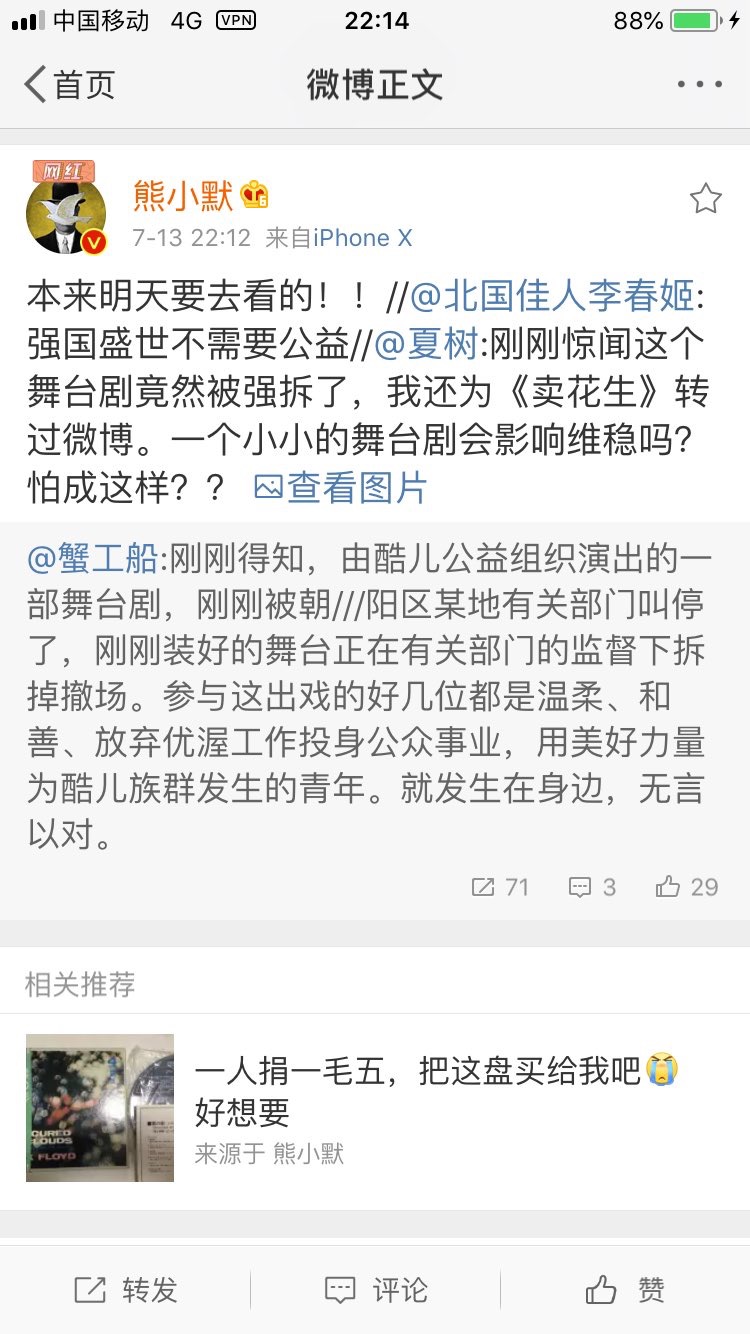 中国移动 4G VPN 22:14 88%
首页 微博正文
网红
熊小默
7-13 22:12 来自iPhone X
本来明天要去看的！！//@北国佳人李春姬:
强国盛世不需要公益//@夏树:刚刚惊闻这个
舞台剧竟然被强拆了，我还为《卖花生》转
过微博。一个小小的舞台剧会影响维稳吗？
怕成这样？？ 查看图片
@蟹工船:刚刚得知，由酷儿公益组织演出的一
部舞台剧，刚刚被朝///阳区某地有关部门叫停
了，刚刚装好的舞台正在有关部门的监督下拆
掉撤场。参与这出戏的好几位都是温柔、和
善、放弃优渥工作投身公众事业，用美好力量
为酷儿族群发生的青年。就发生在身边，无言
以对。
71 3 29
相关推荐
一人捐一毛五，把这盘买给我吧
好想要
来源于 熊小默
CURED
LOUDS
FLOYD
转发 评论 赞